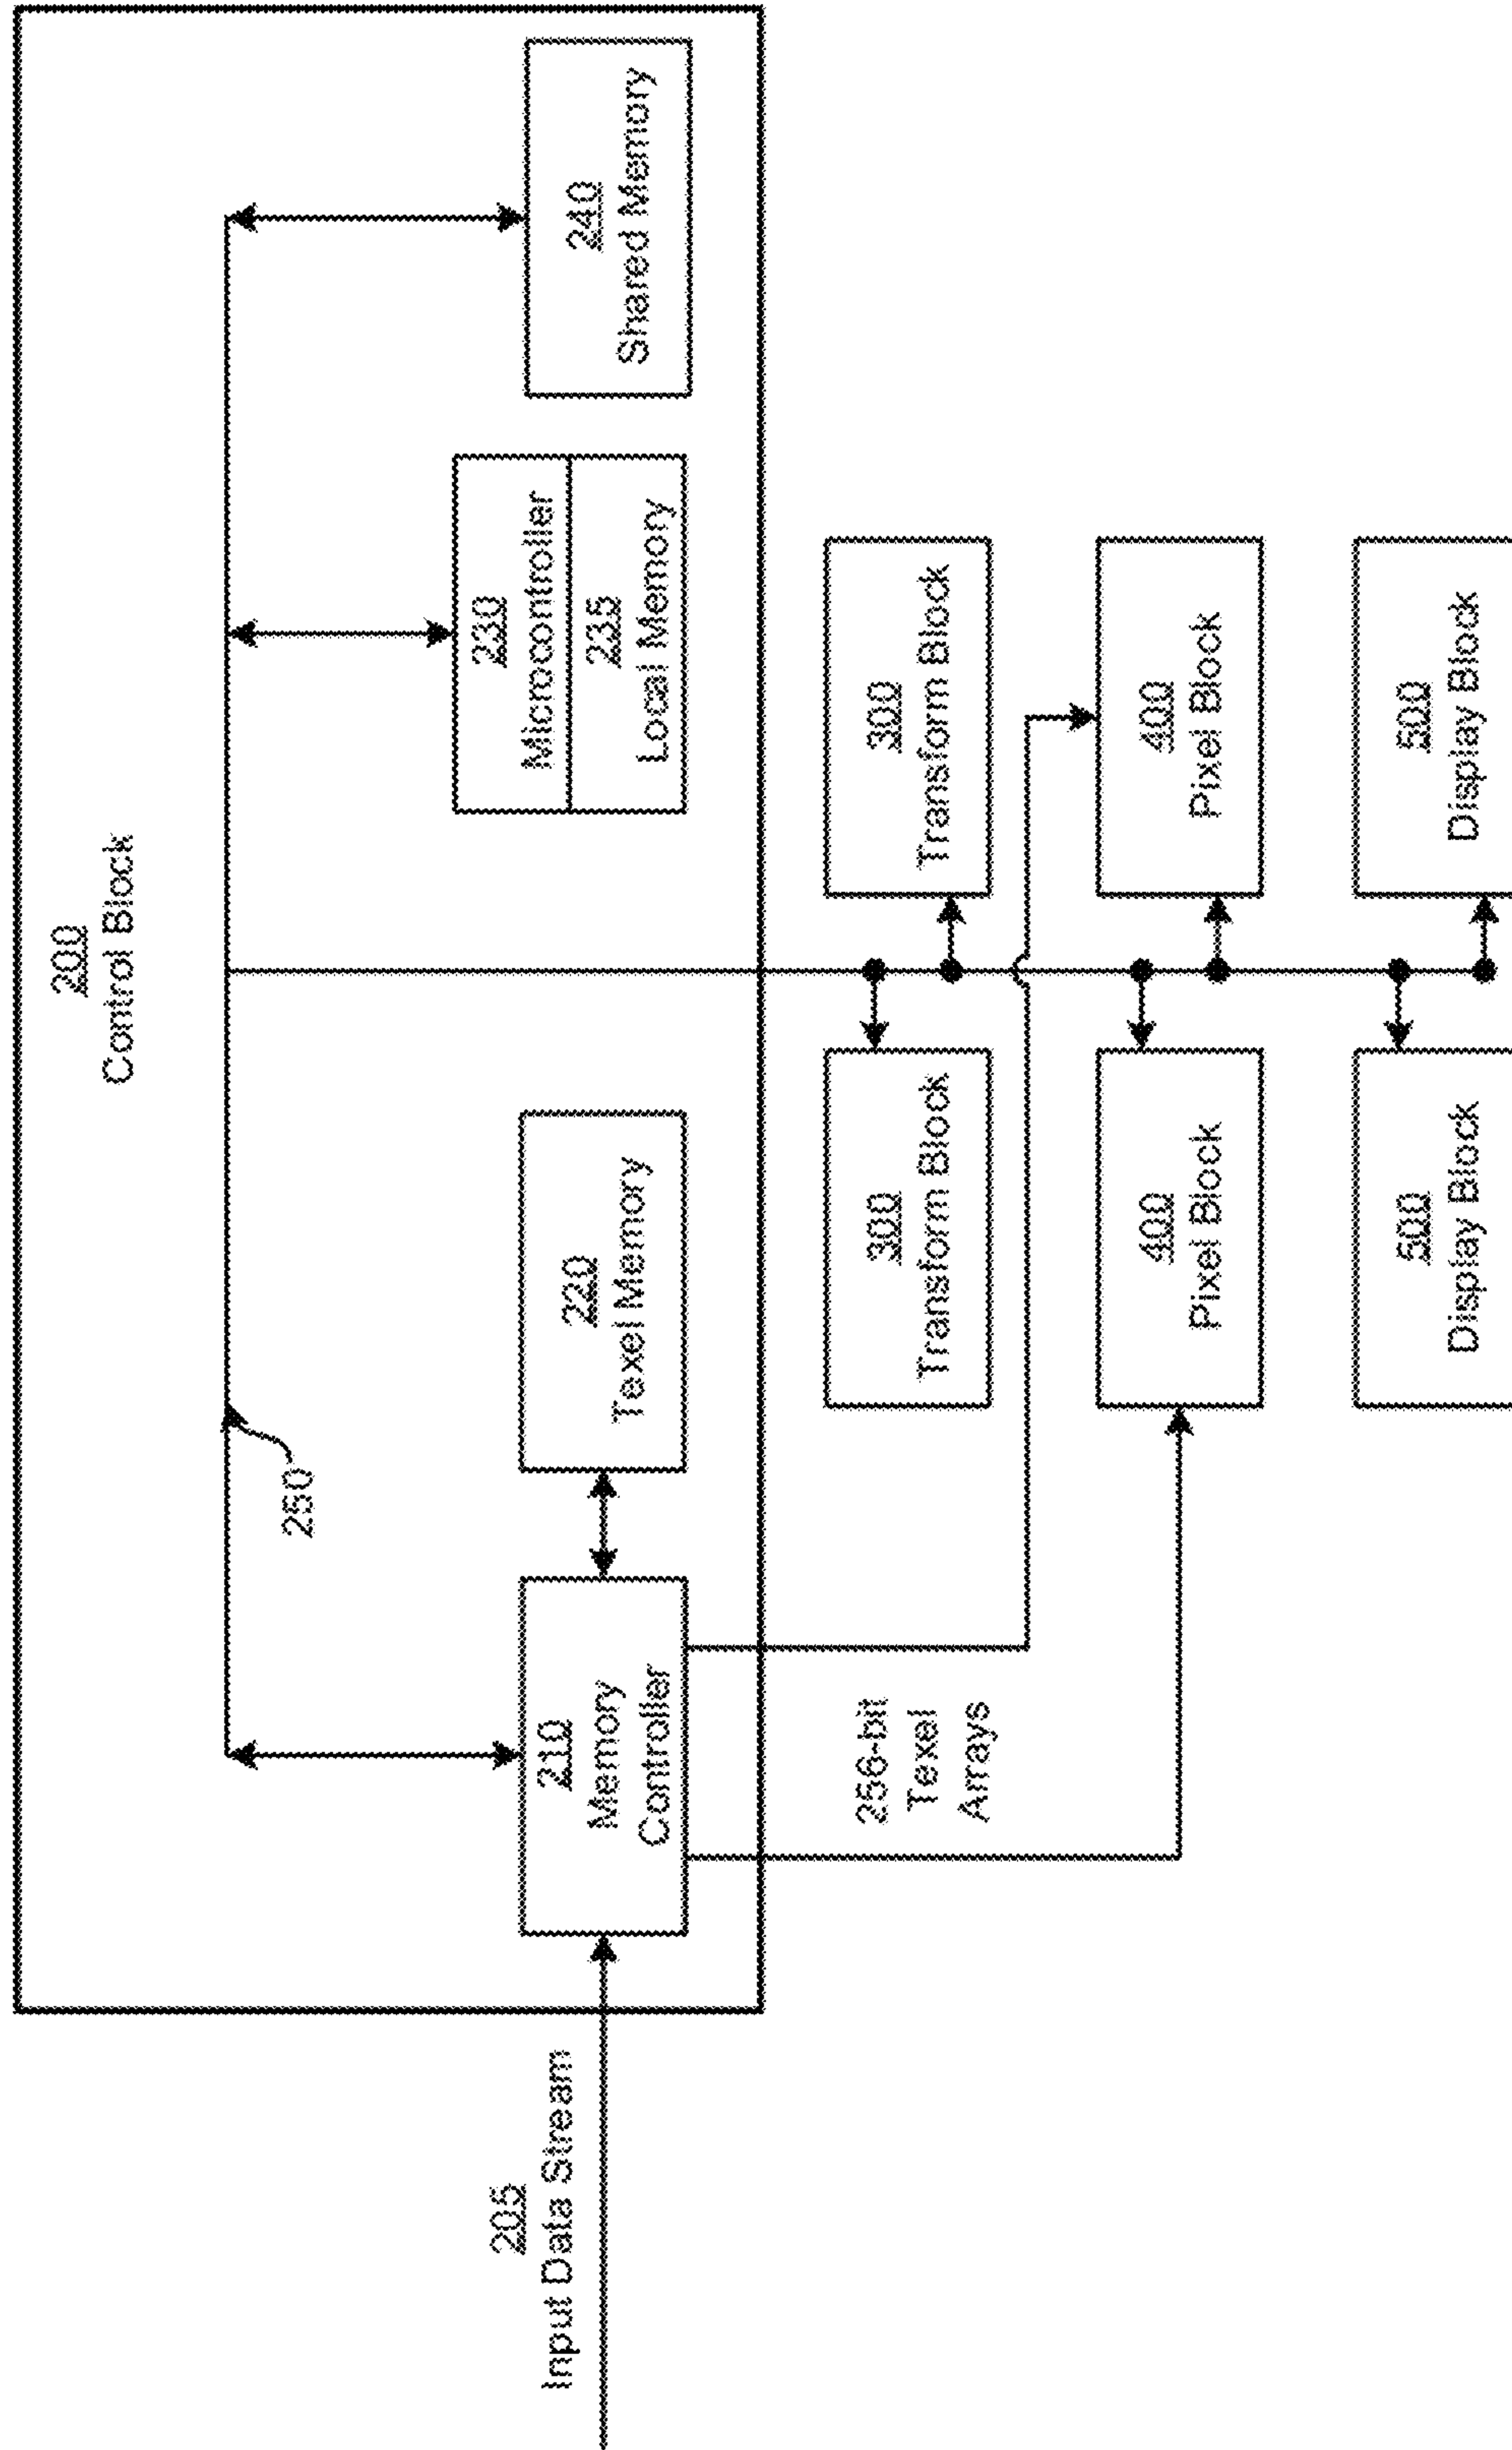 200
Control Block
250
205
Input Data Stream
210
Memory
Controller
220
Texel Memory
230
Microcontroller
235
Local Memory
240
Shared Memory
256-bit
Texel
Arrays
300
Transform Block
300
Transform Block
400
Pixel Block
400
Pixel Block
500
Display Block
500
Display Block